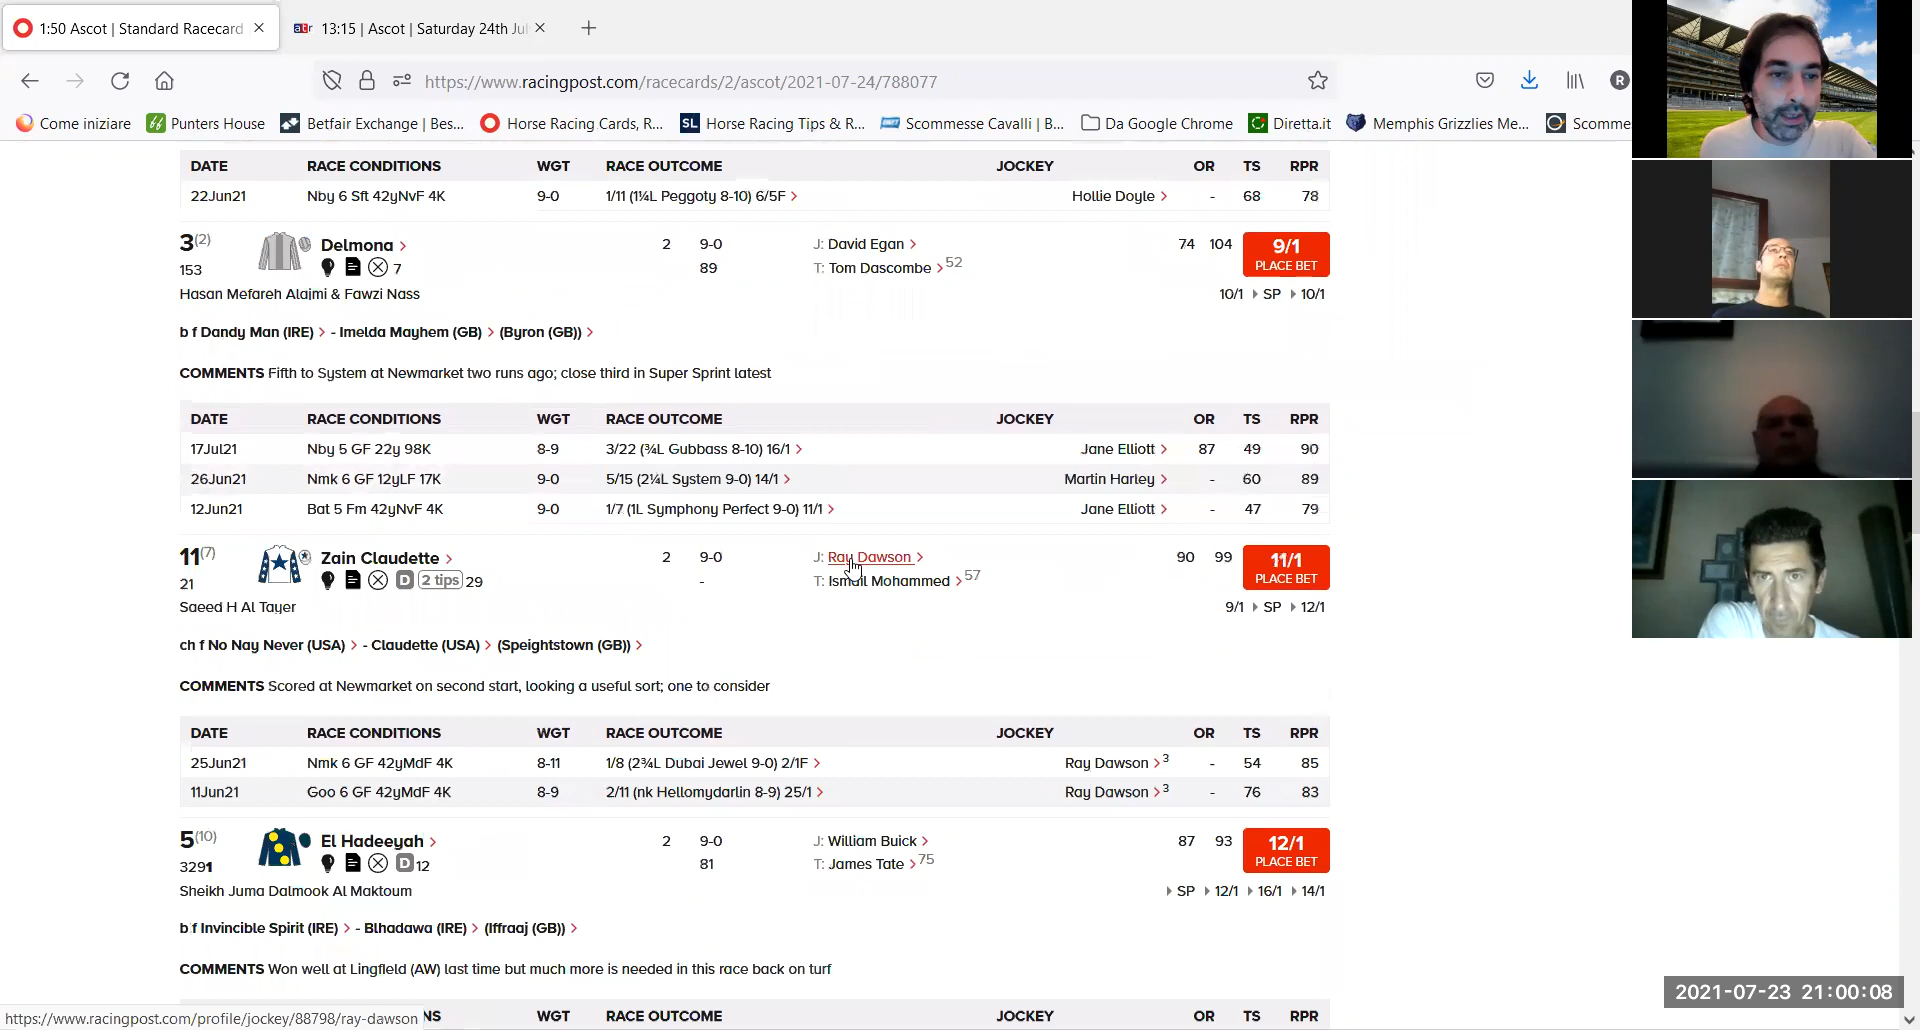 1:50 Ascot | Standard Racecard
atr 13:15 | Ascot | Saturday 24th Jul
https://www.racingpost.com/racecards/2/ascot/2021-07-24/788077
R
Come iniziare Punters House Betfair Exchange | Bes... Horse Racing Cards, R... SL Horse Racing Tips & R... Scommesse Cavalli | B... Da Google Chrome Diretta.it Memphis Grizzlies Me... Scomme
DATE RACE CONDITIONS WGT RACE OUTCOME JOCKEY OR TS RPR
22Jun21 Nby 6 Sft 42yNvF 4K 9-0 1/11 (1¼L Peggoty 8-10) 6/5F Hollie Doyle - 68 78
3(2) Delmona 2 9-0 J: David Egan 74 104 9/1
153 7 89 T: Tom Dascombe 52 PLACE BET
Hasan Mefareh Alajmi & Fawzi Nass 10/1 SP 10/1
b f Dandy Man (IRE) - Imelda Mayhem (GB) (Byron (GB))
COMMENTS Fifth to System at Newmarket two runs ago; close third in Super Sprint latest
DATE RACE CONDITIONS WGT RACE OUTCOME JOCKEY OR TS RPR
17Jul21 Nby 5 GF 22y 98K 8-9 3/22 (¾L Gubbass 8-10) 16/1 Jane Elliott 87 49 90
26Jun21 Nmk 6 GF 12yLF 17K 9-0 5/15 (2¼L System 9-0) 14/1 Martin Harley - 60 89
12Jun21 Bat 5 Fm 42yNvF 4K 9-0 1/7 (1L Symphony Perfect 9-0) 11/1 Jane Elliott - 47 79
11(7) Zain Claudette 2 9-0 J: Ray Dawson 90 99 11/1
21 D 2 tips 29 - T: Ismail Mohammed 57 PLACE BET
Saeed H Al Tayer 9/1 SP 12/1
ch f No Nay Never (USA) - Claudette (USA) (Speightstown (GB))
COMMENTS Scored at Newmarket on second start, looking a useful sort; one to consider
DATE RACE CONDITIONS WGT RACE OUTCOME JOCKEY OR TS RPR
25Jun21 Nmk 6 GF 42yMdF 4K 8-11 1/8 (2¾L Dubai Jewel 9-0) 2/1F Ray Dawson 3 - 54 85
11Jun21 Goo 6 GF 42yMdF 4K 8-9 2/11 (nk Hellomydarlin 8-9) 25/1 Ray Dawson 3 - 76 83
5(10) El Hadeeyah 2 9-0 J: William Buick 87 93 12/1
3291 D 12 81 T: James Tate 75 PLACE BET
Sheikh Juma Dalmook Al Maktoum SP 12/1 16/1 14/1
b f Invincible Spirit (IRE) - Blhadawa (IRE) (Iffraaj (GB))
COMMENTS Won well at Lingfield (AW) last time but much more is needed in this race back on turf
2021-07-23 21:00:08
https://www.racingpost.com/profile/jockey/88798/ray-dawson NS WGT RACE OUTCOME JOCKEY OR TS RPR